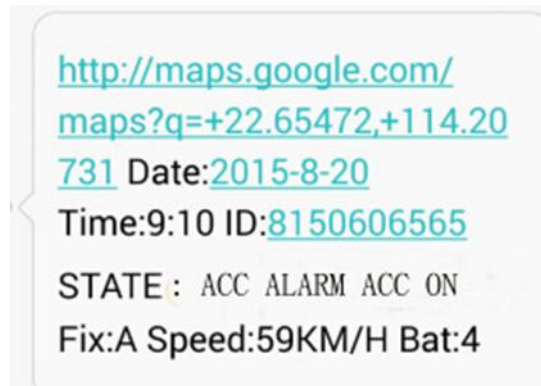 http://maps.google.com/
maps?q=+22.65472,+114.20
731 Date:2015-8-20
Time:9:10 ID:8150606565
STATE: ACC ALARM ACC ON
Fix:A Speed:59KM/H Bat:4